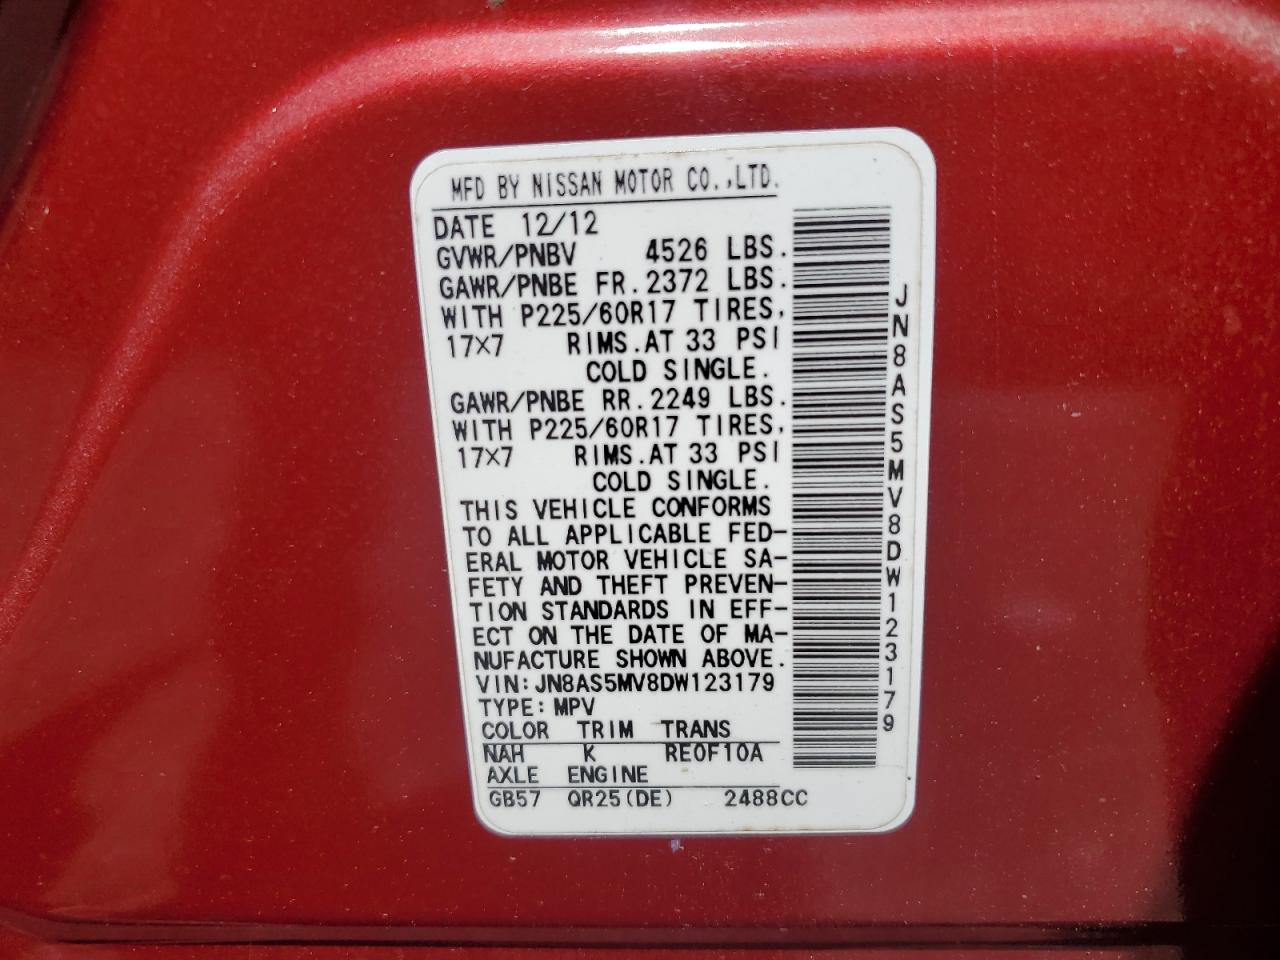 MFD BY NISSAN MOTOR CO.,LTD.
DATE 12/12
GVWR/PNBV 4526 LBS.
GAWR/PNBE FR.2372 LBS.
WITH P225/60R17 TIRES,
17×7 RIMS.AT 33 PSI
COLD SINGLE.
GAWR/PNBE RR.2249 LBS.
WITH P225/60R17 TIRES,
17×7 RIMS.AT 33 PSI
COLD SINGLE.
THIS VEHICLE CONFORMS
TO ALL APPLICABLE FED-
ERAL MOTOR VEHICLE SA-
FETY AND THEFT PREVEN-
TION STANDARDS IN EFF-
ECT ON THE DATE OF MA-
NUFACTURE SHOWN ABOVE.
VIN:JN8AS5MV8DW123179
TYPE:MPV
COLOR TRIM TRANS
NAH K RE0F10A
AXLE ENGINE
GB57 QR25(DE) 2488CC
JN8AS5MV8DW123179